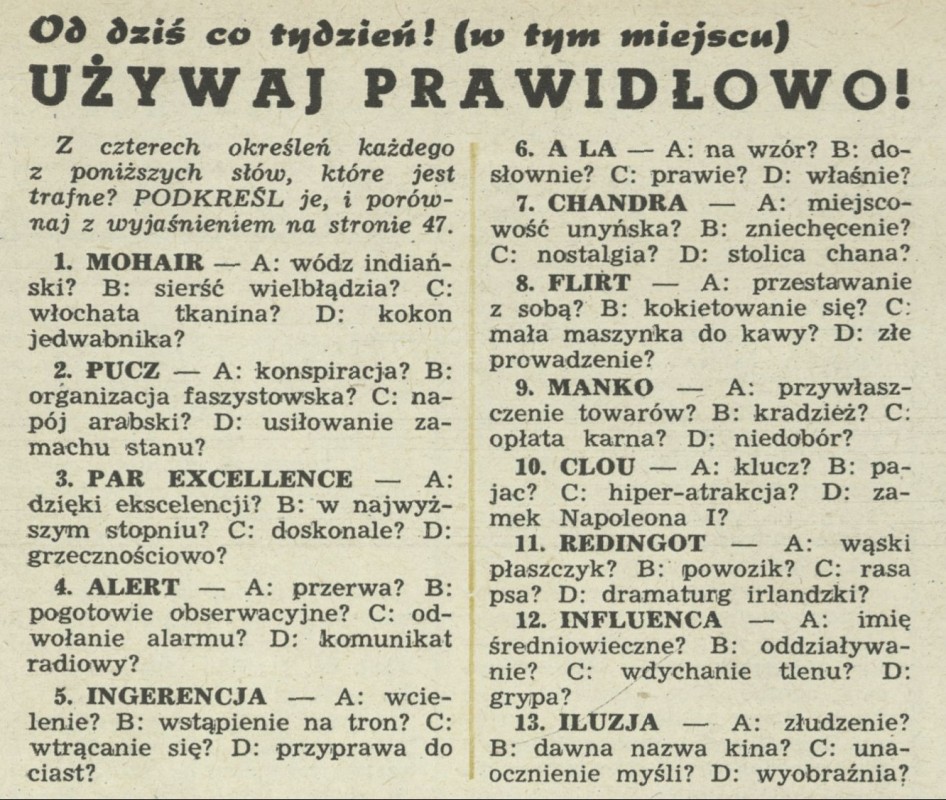 Od dziś co tydzień! (w tym miejscu)
UŻYWAJ PRAWIDŁOWO!
Z czterech określeń każdego
z poniższych słów, które jest
trafne? PODKREŚL je, i porów-
naj z wyjaśnieniem na stronie 47.
1. MOHAIR — A: wódz indiań-
ski? B: sierść wielbłądzia? C:
włochata tkanina? D: kokon
jedwabnika?
2. PUCZ — A: konspiracja? B:
organizacja faszystowska? C: na-
pój arabski? D: usiłowanie za-
machu stanu?
3. PAR EXCELLENCE — A:
dzięki ekscelencji? B: w najwyż-
szym stopniu? C: doskonale? D:
grzecznościowo?
4. ALERT — A: przerwa? B:
pogotowie obserwacyjne? C: od-
wołanie alarmu? D: komunikat
radiowy?
5. INGERENCJA — A: wcie-
lenie? B: wstąpienie na tron? C:
wtrącanie się? D: przyprawa do
ciast?
6. A LA — A: na wzór? B: do-
słownie? C: prawie? D: właśnie?
7. CHANDRA — A: miejsco-
wość unyńska? B: zniechęcenie?
C: nostalgia? D: stolica chana?
8. FLIRT — A: przestawanie
z sobą? B: kokietowanie się? C:
mała maszynka do kawy? D: złe
prowadzenie?
9. MANKO — A: przywłasz-
czenie towarów? B: kradzież? C:
opłata karna? D: niedobór?
10. CLOU — A: klucz? B: pa-
jac? C: hiper-atrakcja? D: za-
mek Napoleona I?
11. REDINGOT — A: wąski
płaszczyk? B: powozik? C: rasa
psa? D: dramaturg irlandzki?
12. INFLUENCA — A: imię
średniowieczne? B: oddziaływa-
nie? C: wdychanie tlenu? D:
grypa?
13. ILUZJA — A: złudzenie?
B: dawna nazwa kina? C: una-
ocznienie myśli? D: wyobraźnia?